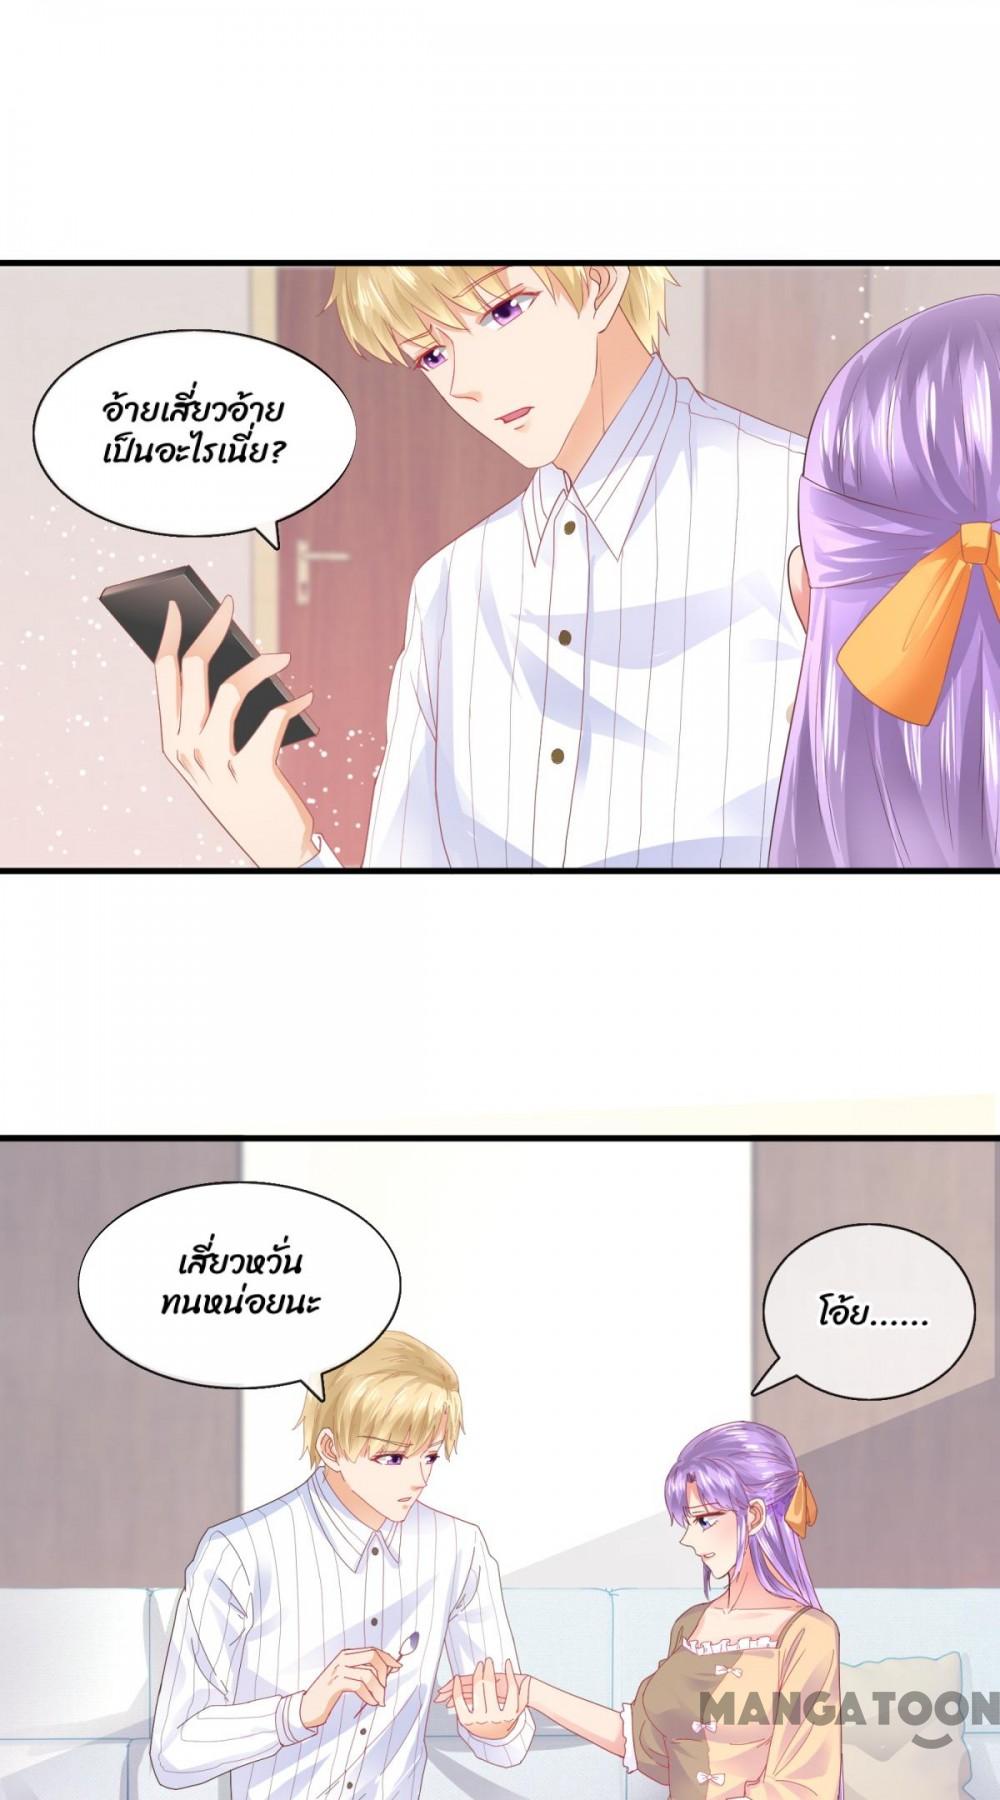 อ้ายเสี่ยวอ้าย
เป็นอะไรเนี่ย?
เสี่ยวหวั่น
ทนหน่อยนะ
โอ้ย......
MANGATOON